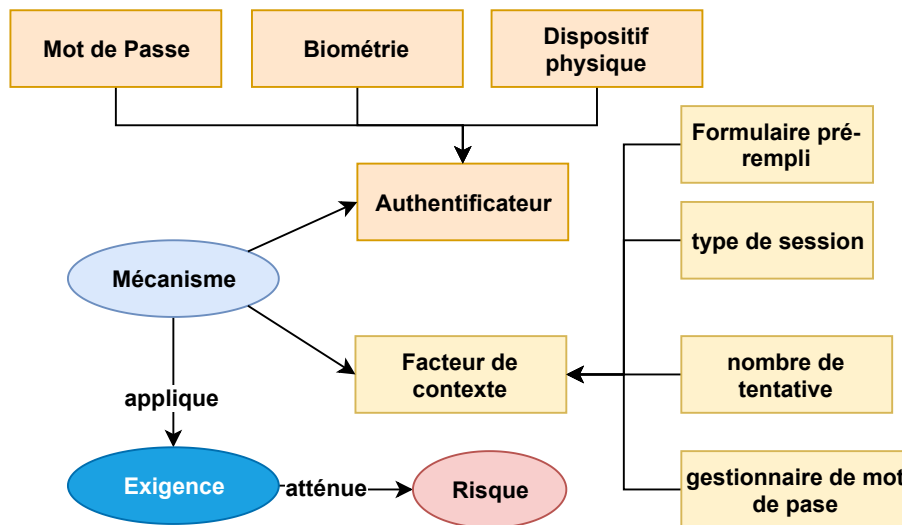 Mot de Passe
Biométrie
Dispositif
physique
Formulaire pré-
rempli
Authentificateur
type de session
Mécanisme
Facteur de
contexte
nombre de
tentative
applique
Exigence
atténue
Risque
gestionnaire de mot
de pase